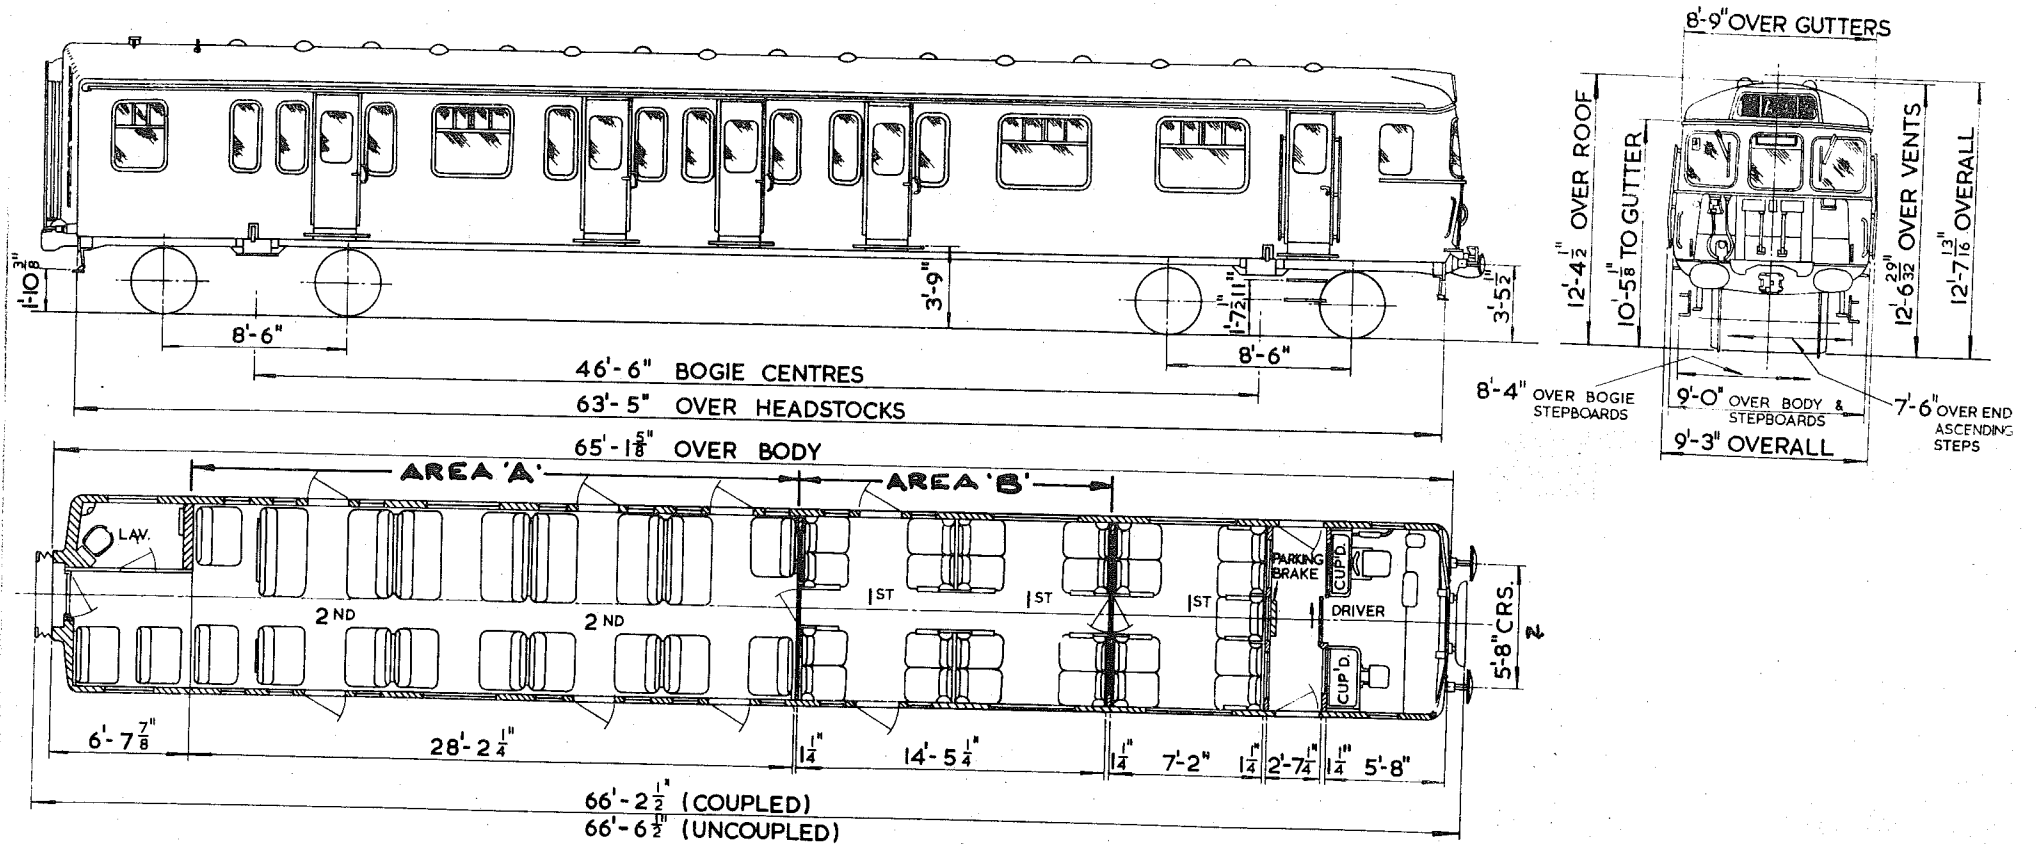 8'-9" OVER GUTTERS
12'-4 1/2" OVER ROOF
10'-5 1/8" TO GUTTER
12'-6 29/32" OVER VENTS
12'-7 13/16" OVERALL
1'-10 3/8"
3'-9"
1'-7 1/2"
11"
3'-5 1/2"
8'-6"
8'-6"
46'-6" BOGIE CENTRES
63'-5" OVER HEADSTOCKS
65'-1 5/8" OVER BODY
8'-4" OVER BOGIE
STEPBOARDS
9'-0" OVER BODY &
STEPBOARDS
7'-6" OVER END
ASCENDING
STEPS
9'-3" OVERALL
AREA 'A'
AREA 'B'
LAV.
2ND
2ND
1ST
1ST
1ST
PARKING
BRAKE
CUP'D.
DRIVER
CUP'D.
5'-8" CRS.
6'-7 7/8"
28'-2 1/4"
1 1/4"
14'-5 1/4"
1 1/4"
7'-2"
1 1/4"
2'-7 1/4"
1 1/4"
5'-8"
66'-2 1/2" (COUPLED)
66'-6 1/2" (UNCOUPLED)